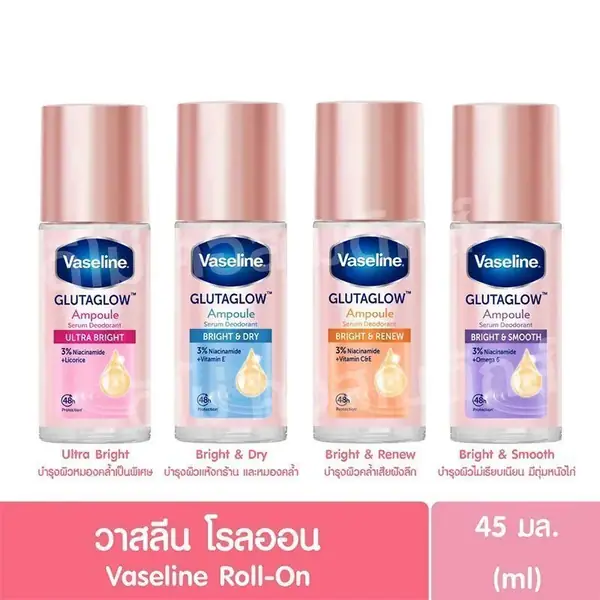 Vaseline.
GLUTAGLOW™
Ampoule
Serum Deodorant
ULTRA BRIGHT
3% Niacinamide
+Licorice
48h
Protection¹
Vaseline.
GLUTAGLOW™
Ampoule
Serum Deodorant
BRIGHT & DRY
3% Niacinamide
+Vitamin E
48h
Protection¹
Vaseline.
GLUTAGLOW™
Ampoule
Serum Deodorant
BRIGHT & RENEW
3% Niacinamide
+Vitamin C&E
48h
Protection¹
Vaseline.
GLUTAGLOW™
Ampoule
Serum Deodorant
BRIGHT & SMOOTH
3% Niacinamide
+Omega 6
48h
Protection¹
Ultra Bright
บำรุงผิวหมองคล้ำเป็นพิเศษ
Bright & Dry
บำรุงผิวแห้งกร้าน และหมองคล้ำ
Bright & Renew
บำรุงผิวคล้ำเสียฝังลึก
Bright & Smooth
บำรุงผิวไม่เรียบเนียน มีตุ่มหนังไก่
วาสลีน โรลออน
Vaseline Roll-On
45 มล.
(ml)